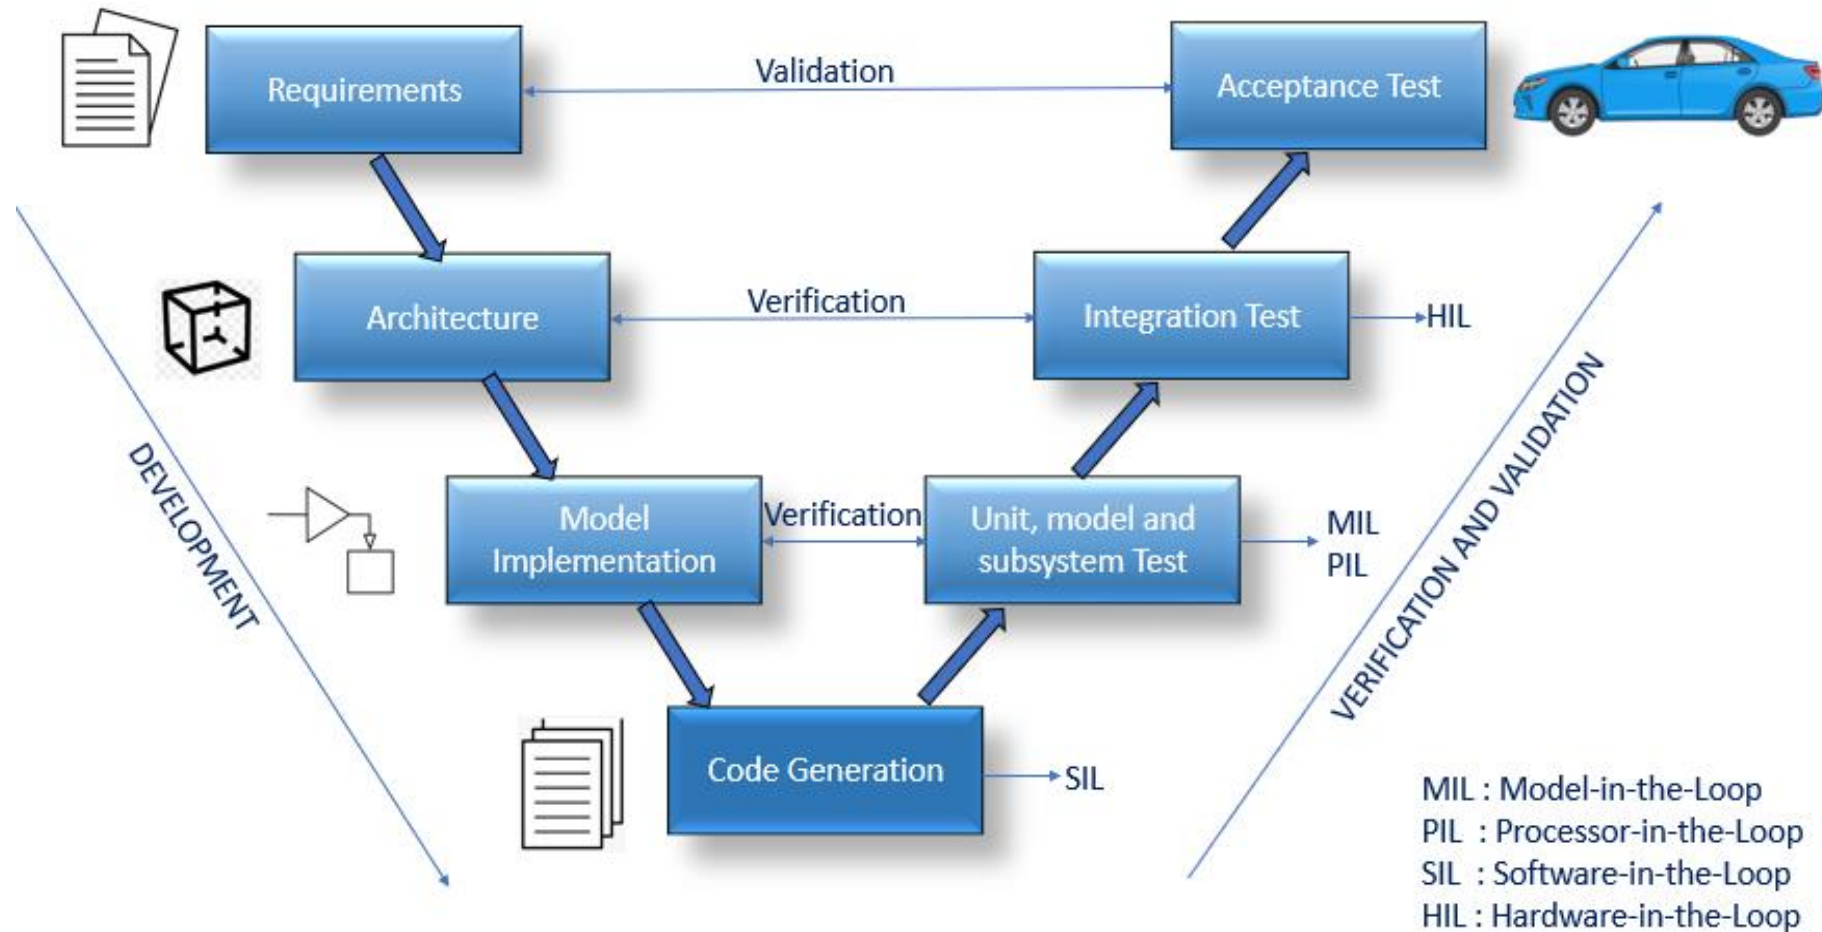 Requirements
Validation
Acceptance Test
Architecture
Verification
Integration Test
HIL
DEVELOPMENT
Model
Implementation
Verification
Unit, model and
subsystem Test
MIL
PIL
VERIFICATION AND VALIDATION
Code Generation
SIL
MIL : Model-in-the-Loop
PIL : Processor-in-the-Loop
SIL : Software-in-the-Loop
HIL : Hardware-in-the-Loop